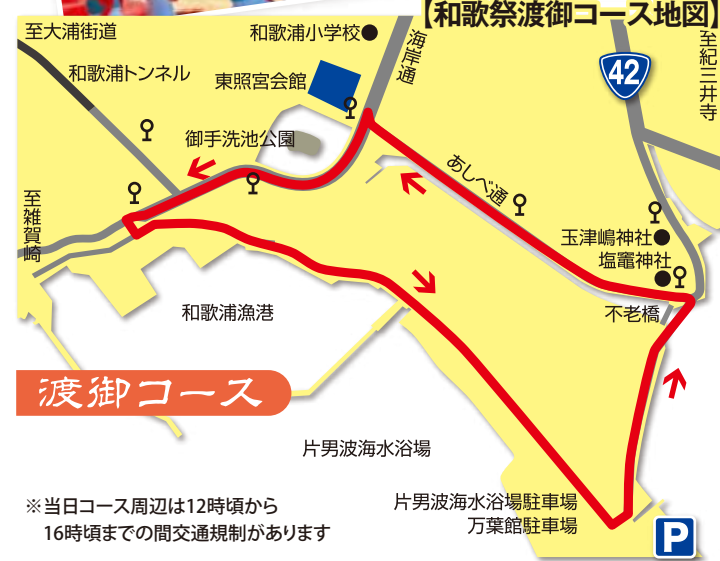 【和歌祭渡御コース地図】
至大浦街道
和歌浦小学校
海岸通
42
至紀三井寺
和歌浦トンネル
東照宮会館
御手洗池公園
あしべ通
至雑賀崎
玉津嶋神社
塩竈神社
和歌浦漁港
不老橋
渡御コース
片男波海水浴場
片男波海水浴場駐車場
万葉館駐車場
P
※当日コース周辺は12時頃から
16時頃までの間交通規制があります